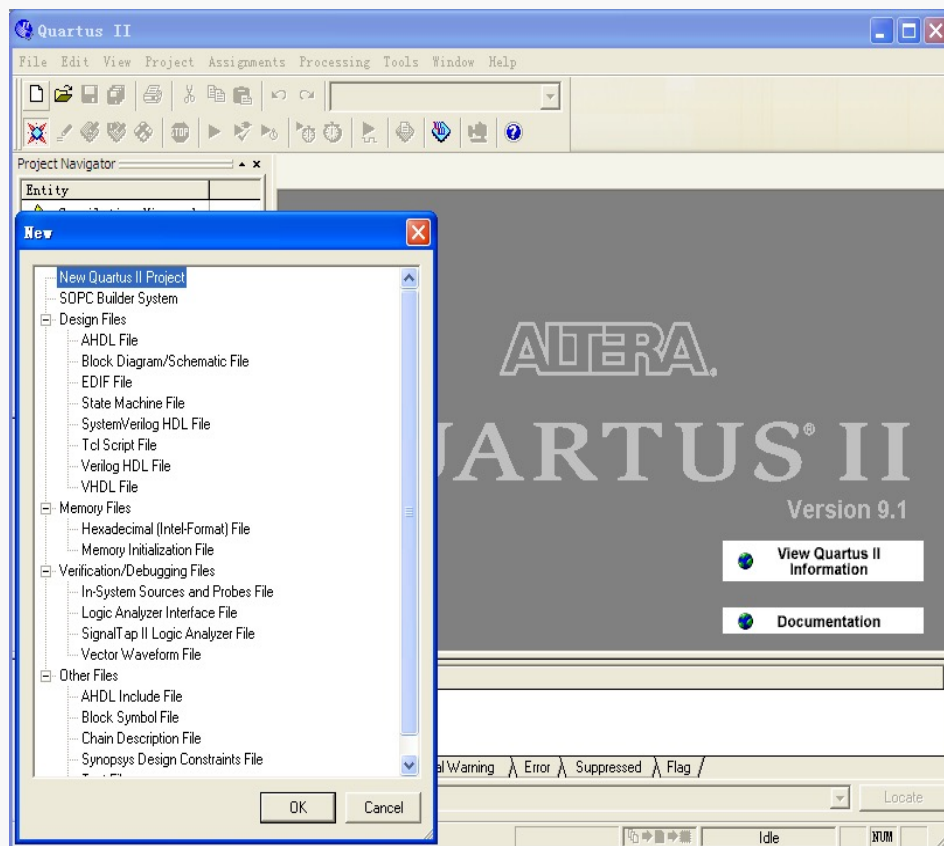 Quartus II
File Edit View Project Assignments Processing Tools Window Help
STOP
Project Navigator
Entity
New
New Quartus II Project
SOPC Builder System
Design Files
AHDL File
Block Diagram/Schematic File
EDIF File
State Machine File
SystemVerilog HDL File
Tcl Script File
Verilog HDL File
VHDL File
Memory Files
Hexadecimal (Intel-Format) File
Memory Initialization File
Verification/Debugging Files
In-System Sources and Probes File
Logic Analyzer Interface File
SignalTap II Logic Analyzer File
Vector Waveform File
Other Files
AHDL Include File
Block Symbol File
Chain Description File
Synopsys Design Constraints File
OK Cancel
ALTERA®
UARTUS® II
Version 9.1
View Quartus II
Information
Documentation
al Warning Error Suppressed Flag
Locate
Idle NUM